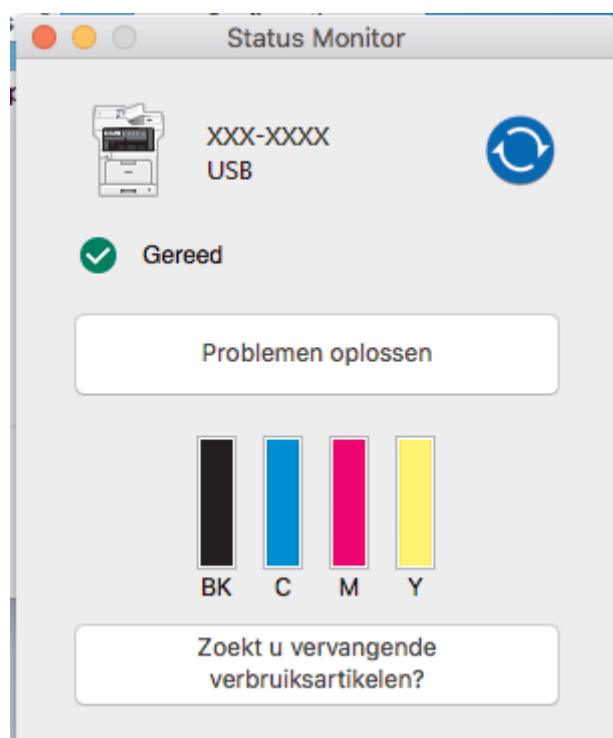 Status Monitor
XXX-XXXX
USB
Gereed
Problemen oplossen
BK C M Y
Zoekt u vervangende
verbruiksartikelen?